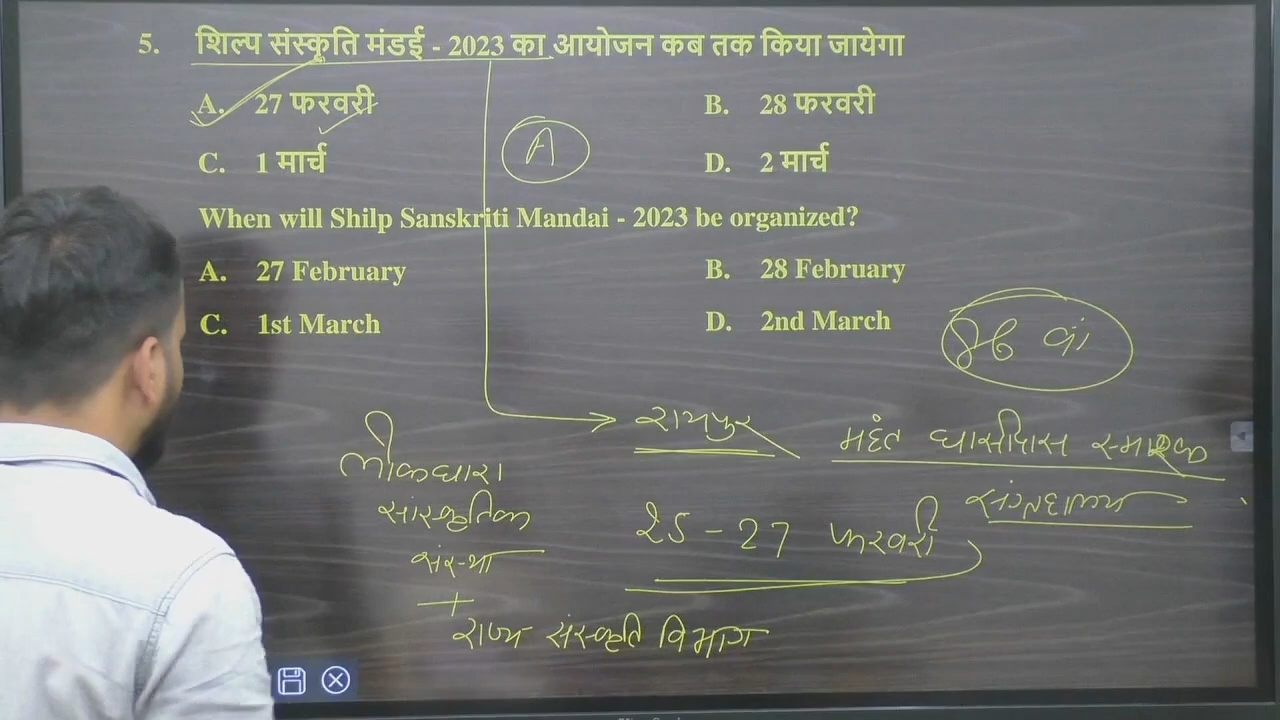 5. शिल्प संस्कृति मंडई - 2023 का आयोजन कब तक किया जायेगा
A. 27 फरवरी B. 28 फरवरी
C. 1 मार्च D. 2 मार्च
A
When will Shilp Sanskriti Mandai - 2023 be organized?
A. 27 February B. 28 February
C. 1st March D. 2nd March
वां
रायपुर महंत घासीदास स्मारक
संग्रहालय
लोकधारा
सांस्कृतिक
संस्था
25 - 27 फरवरी
+
राज्य संस्कृति विभाग